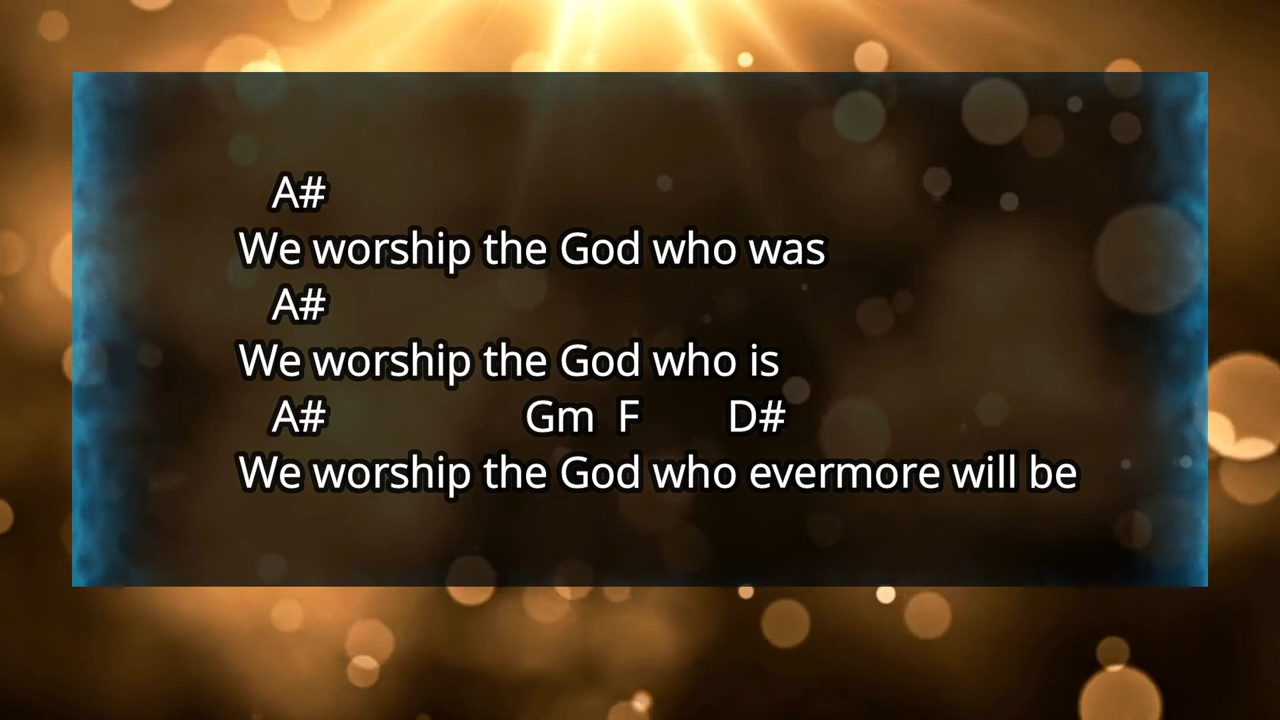 A#
We worship the God who was
A#
We worship the God who is
A# Gm F D#
We worship the God who evermore will be